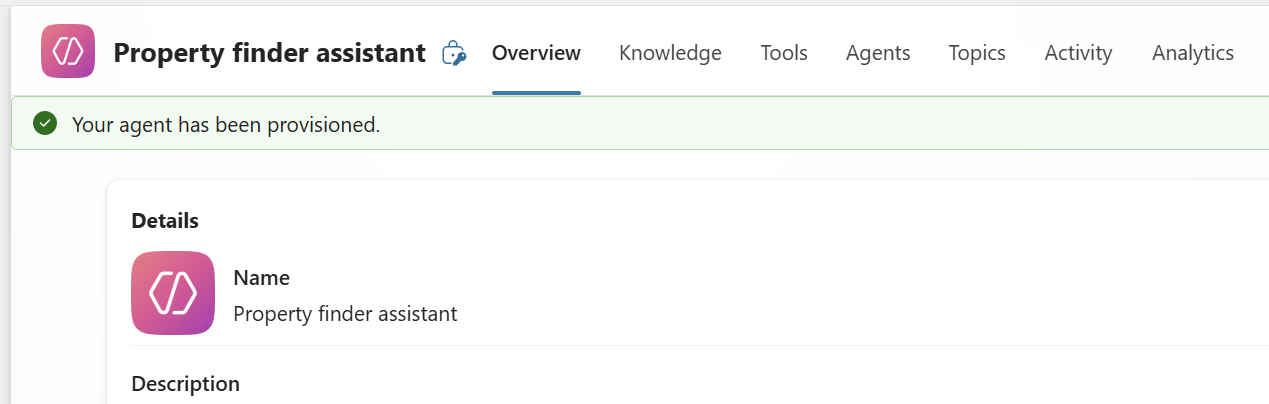 Property finder assistant Overview Knowledge Tools Agents Topics Activity Analytics
Your agent has been provisioned.
Details
Name
Property finder assistant
Description